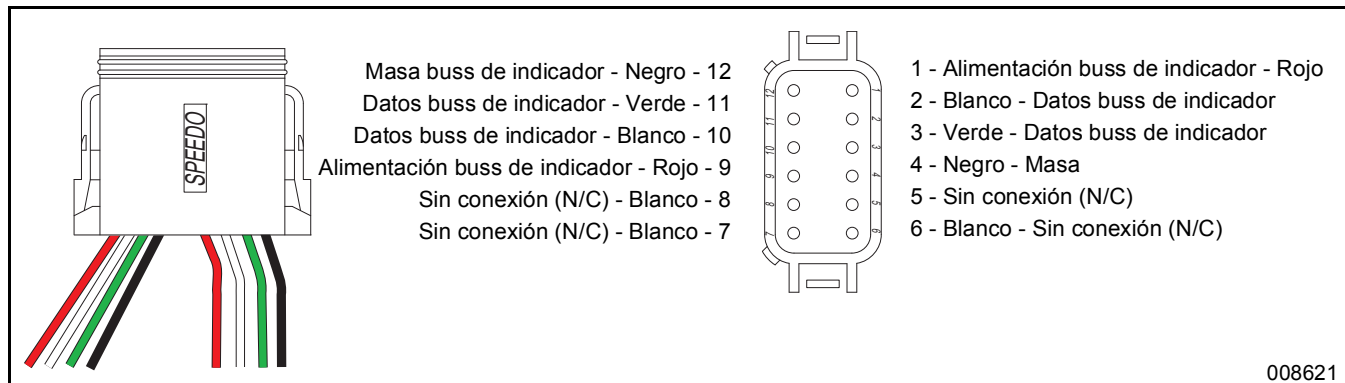 SPEEDO
Masa buss de indicador - Negro - 12
Datos buss de indicador - Verde - 11
Datos buss de indicador - Blanco - 10
Alimentación buss de indicador - Rojo - 9
Sin conexión (N/C) - Blanco - 8
Sin conexión (N/C) - Blanco - 7
12 1
11 2
10 3
9 4
8 5
7 6
1 - Alimentación buss de indicador - Rojo
2 - Blanco - Datos buss de indicador
3 - Verde - Datos buss de indicador
4 - Negro - Masa
5 - Sin conexión (N/C)
6 - Blanco - Sin conexión (N/C)
008621